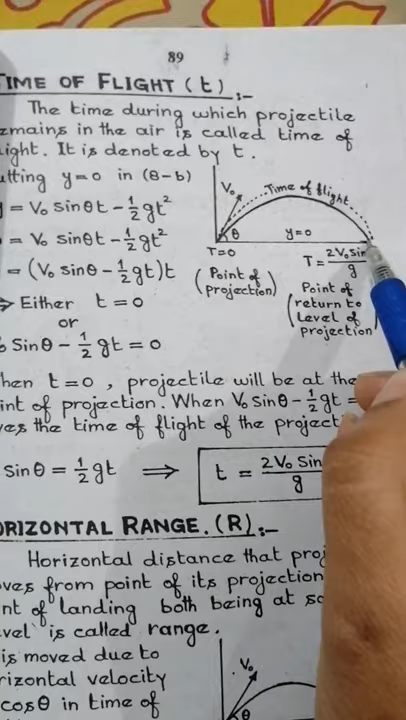 89
TIME OF FLIGHT (t) :-
The time during which projectile
emains in the air is called time of
light. It is denoted by t.
utting y=0 in (θ-b)
= V₀ sinθt - ½gt²
= V₀ sinθt - ½gt²
= (V₀ sinθ - ½gt)t
⇒ Either t=0
or
Sinθ - ½gt = 0
V₀
Time of flight
θ
y=0
T=0
T = 2V₀ Sin/g
(Point of
projection)
(Point of
return to
Level of
projection)
hen t=0, projectile will be at the
int of projection. When V₀ Sinθ - ½gt =
ves the time of flight of the project
Sinθ = ½gt ⇒ t = 2V₀ Sin/g
ORIZONTAL RANGE. (R) :-
Horizontal distance that proj
oves from point of its projection
nt of landing both being at sa
evel is called range.
is moved due to
rizontal velocity
cosθ in time of
V₀
θ